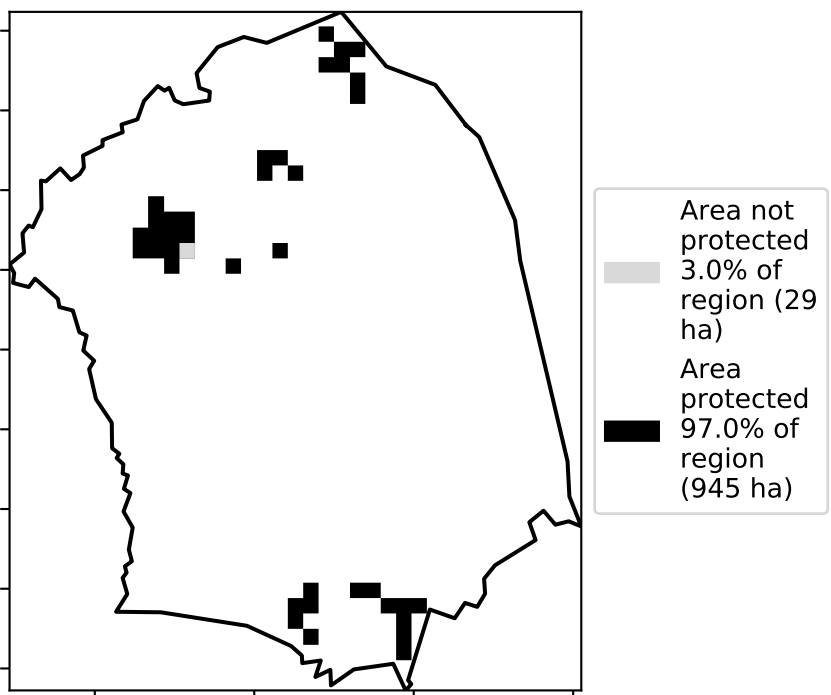 Area not
protected
3.0% of
region (29
ha)
Area
protected
97.0% of
region
(945 ha)